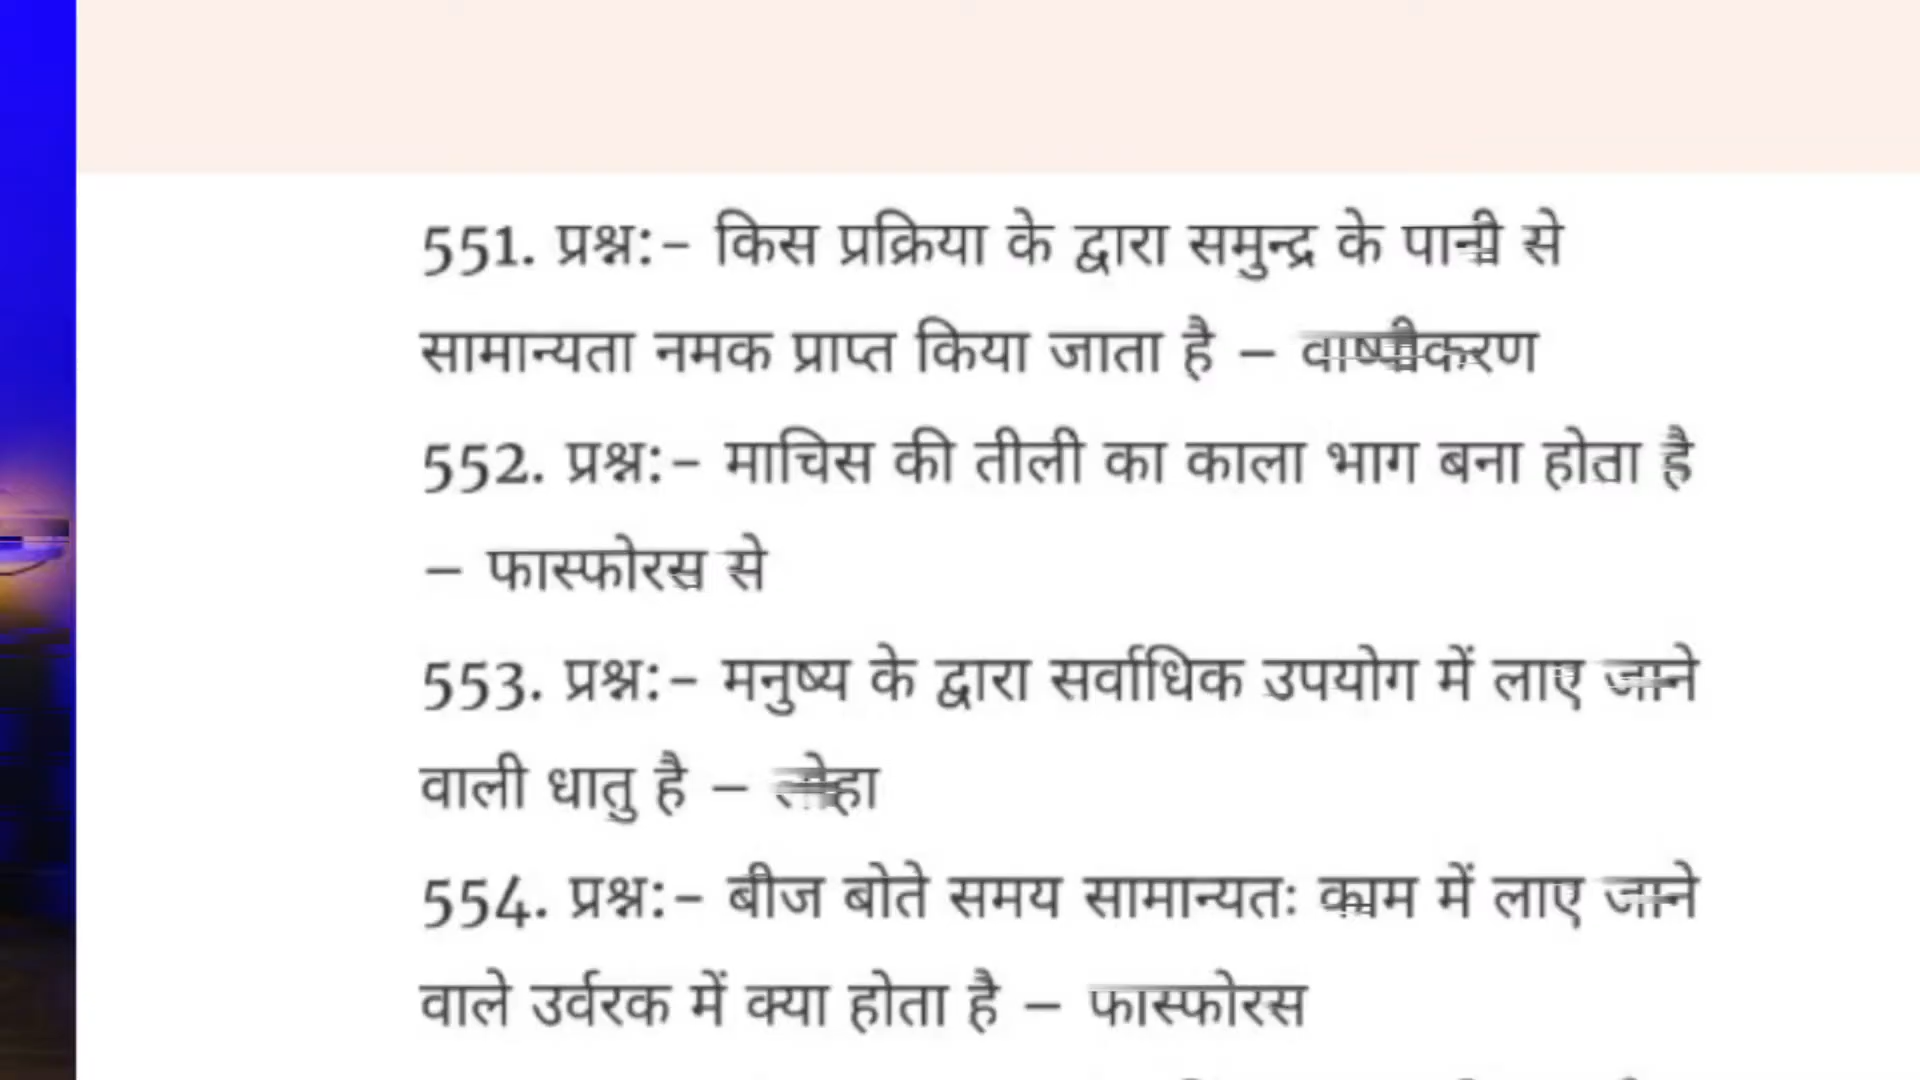 551. प्रश्न:- किस प्रक्रिया के द्वारा समुन्द्र के पानी से
सामान्यता नमक प्राप्त किया जाता है – वाष्पीकरण
552. प्रश्न:- माचिस की तीली का काला भाग बना होता है
– फास्फोरस से
553. प्रश्न:- मनुष्य के द्वारा सर्वाधिक उपयोग में लाए जाने
वाली धातु है – लोहा
554. प्रश्न:- बीज बोते समय सामान्यतः काम में लाए जाने
वाले उर्वरक में क्या होता है – फास्फोरस